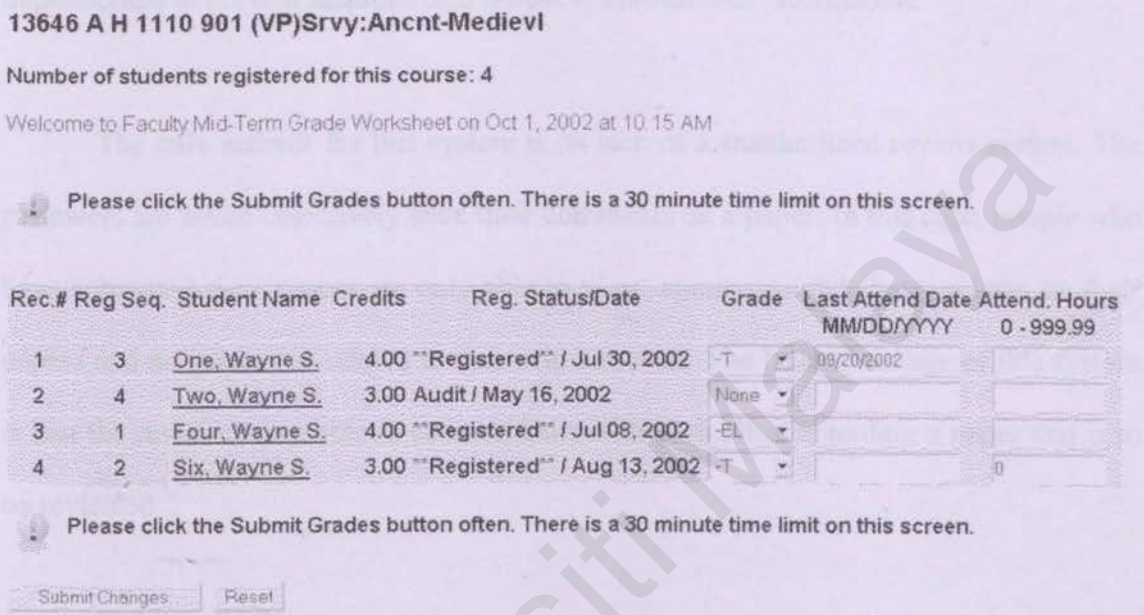 13646 A H 1110 901 (VP)Srvy:Ancnt-Medievl
Number of students registered for this course: 4
Welcome to Faculty Mid-Term Grade Worksheet on Oct 1, 2002 at 10 15 AM
Please click the Submit Grades button often. There is a 30 minute time limit on this screen.
Rec.# Reg Seq. Student Name Credits Reg. Status/Date Grade Last Attend Date Attend. Hours
MM/DD/YYYY 0 - 999.99
1 3 One, Wayne S. 4.00 **Registered** / Jul 30, 2002 -T 09/20/2002
2 4 Two, Wayne S. 3.00 Audit / May 16, 2002 None
3 1 Four, Wayne S. 4.00 **Registered** / Jul 08, 2002 -EL
4 2 Six, Wayne S. 3.00 **Registered** / Aug 13, 2002 -T 0
Please click the Submit Grades button often. There is a 30 minute time limit on this screen.
Submit Changes Reset
siti Malaya